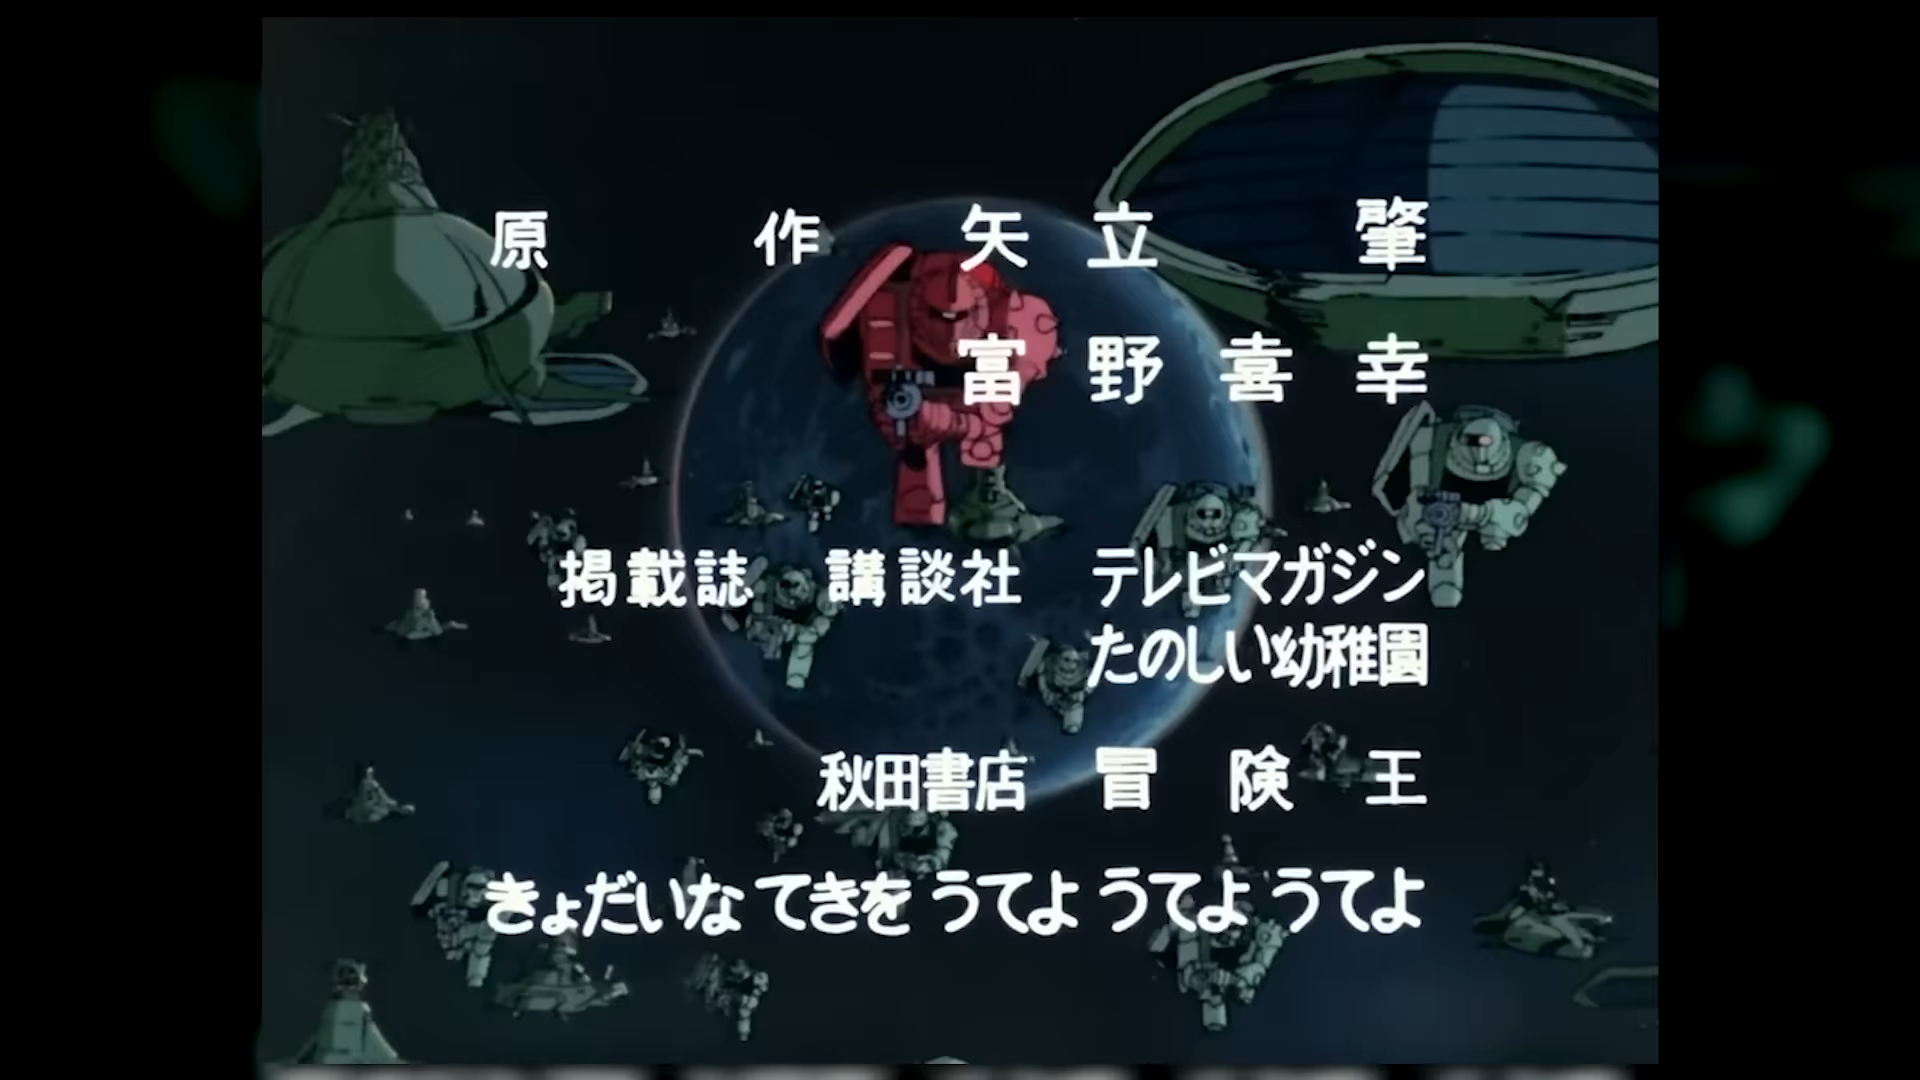 原作 矢立 肇
富野喜幸
掲載誌 講談社 テレビマガジン
たのしい幼稚園
秋田書店 冒険王
きょだいな てきを うてよ うてよ うてよ